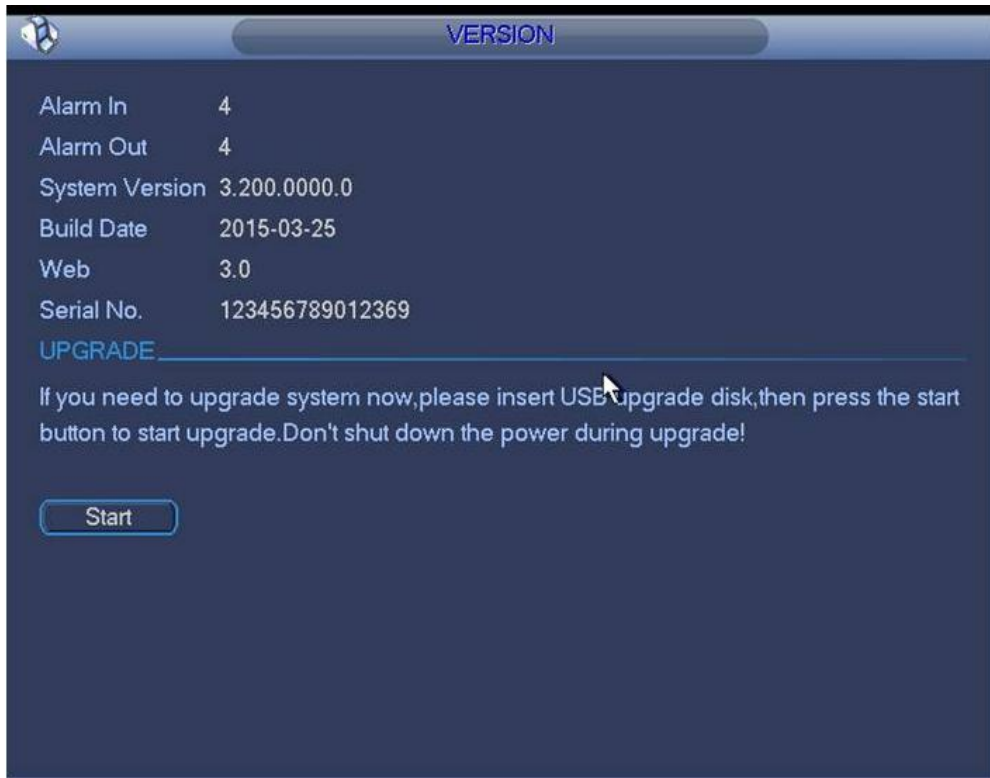 VERSION
Alarm In 4
Alarm Out 4
System Version 3.200.0000.0
Build Date 2015-03-25
Web 3.0
Serial No. 123456789012369
UPGRADE
If you need to upgrade system now,please insert USB upgrade disk,then press the start
button to start upgrade.Don't shut down the power during upgrade!
Start